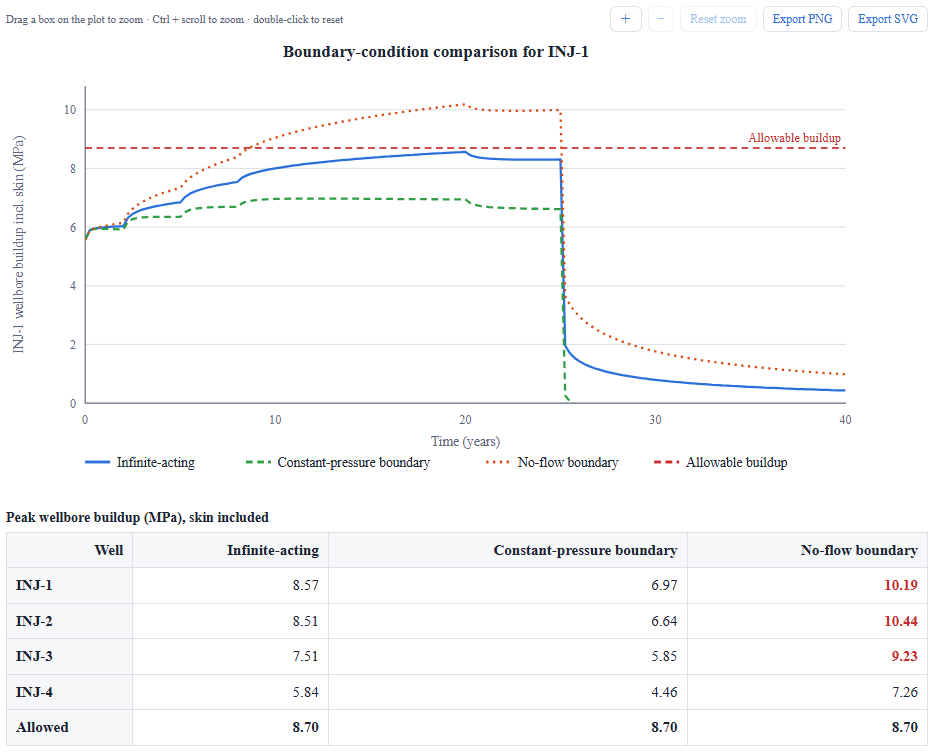 Drag a box on the plot to zoom · Ctrl + scroll to zoom · double-click to reset
+ − Reset zoom Export PNG Export SVG
Boundary-condition comparison for INJ-1
INJ-1 wellbore buildup incl. skin (MPa)
10
8
6
4
2
0
Allowable buildup
0 10 20 30 40
Time (years)
Infinite-acting Constant-pressure boundary No-flow boundary Allowable buildup
Peak wellbore buildup (MPa), skin included
Well Infinite-acting Constant-pressure boundary No-flow boundary
INJ-1 8.57 6.97 10.19
INJ-2 8.51 6.64 10.44
INJ-3 7.51 5.85 9.23
INJ-4 5.84 4.46 7.26
Allowed 8.70 8.70 8.70